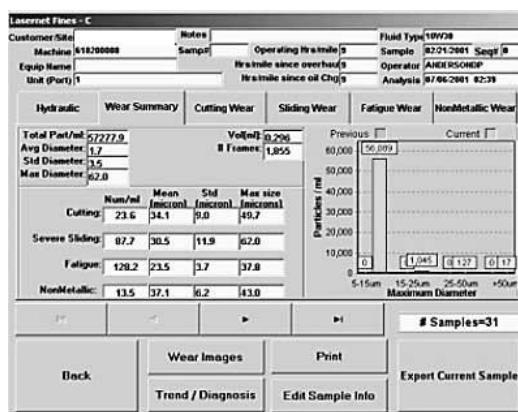 Lasernet Fines - C
Customer/Site Notes Fluid Type 10W30
Machine 618200008 Samp# Operating Hrs/mile 9 Sample 02/21/2001 Seq# 0
Equip Name Hrs/mile since overhaul 9 Operator ANDERSONDP
Unit (Port) 1 Hrs/mile since oil Chg 9 Analysis 07/06/2001 02:39
Hydraulic Wear Summary Cutting Wear Sliding Wear Fatigue Wear NonMetallic Wear
Total Part/ml: 57277.9 Vol(ml): 0.296 Previous Current
Avg Diameter: 1.7 # Frames: 1,855
Std Diameter: 3.5
Max Diameter: 62.0
Num/ml Mean (micron) Std (micron) Max size (microns)
Cutting: 23.6 34.1 9.0 49.7
Severe Sliding: 87.7 30.5 11.9 62.0
Fatigue: 128.2 23.5 3.7 37.8
NonMetallic: 13.5 37.1 6.2 43.0
Particles / ml
60,000
50,000
40,000
30,000
20,000
10,000
0
56,089
0 1,045 0 127 0 17
5-15um 15-25um 25-50um >50um
Maximum Diameter
# Samples=31
Back Wear Images Print Export Current Sample
Trend / Diagnosis Edit Sample Info